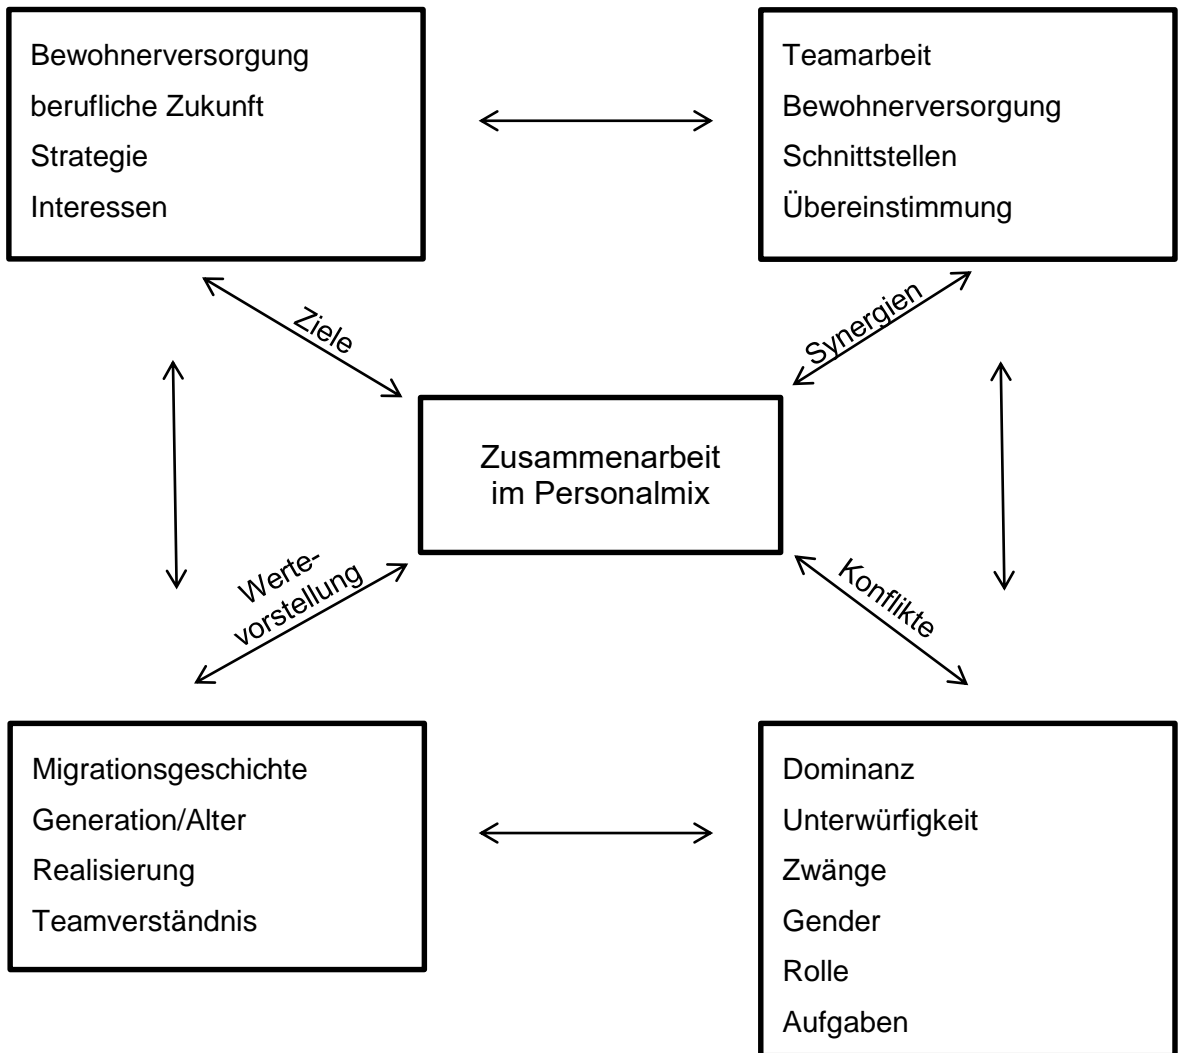 Bewohnerversorgung
berufliche Zukunft
Strategie
Interessen
Teamarbeit
Bewohnerversorgung
Schnittstellen
Übereinstimmung
Ziele
Synergien
Zusammenarbeit
im Personalmix
Werte-
vorstellung
Konflikte
Migrationsgeschichte
Generation/Alter
Realisierung
Teamverständnis
Dominanz
Unterwürfigkeit
Zwänge
Gender
Rolle
Aufgaben